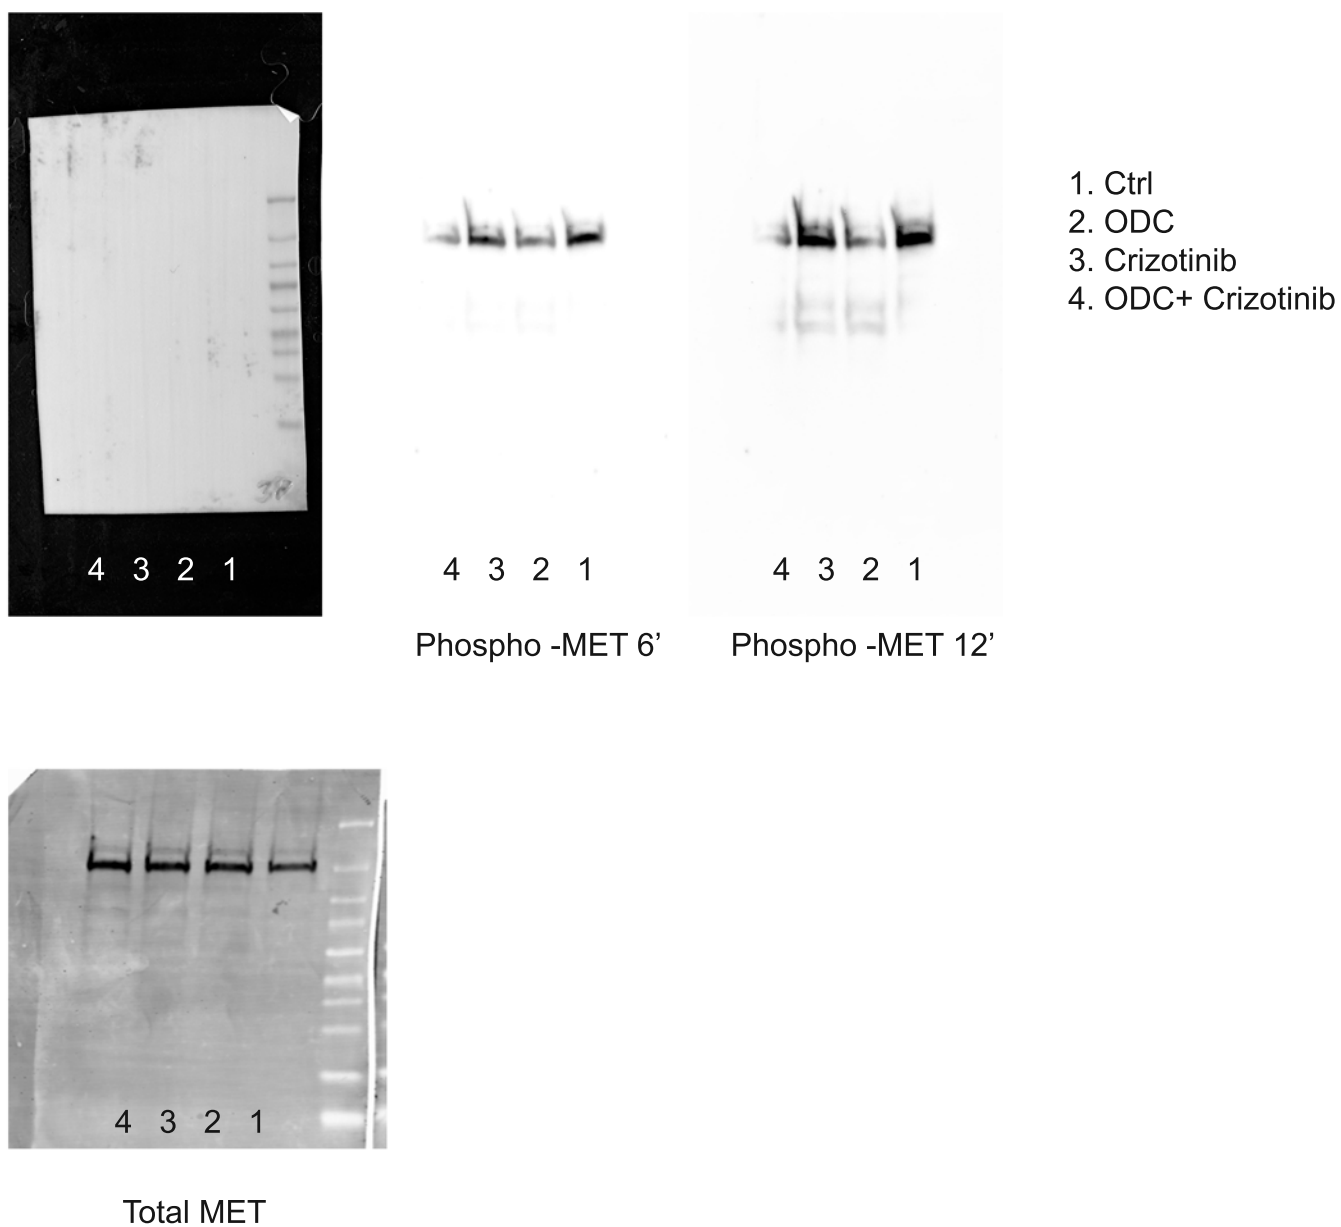 1. Ctrl
2. ODC
3. Crizotinib
4. ODC+ Crizotinib
4 3 2 1
4 3 2 1
4 3 2 1
Phospho -MET 6’
Phospho -MET 12’
4 3 2 1
Total MET